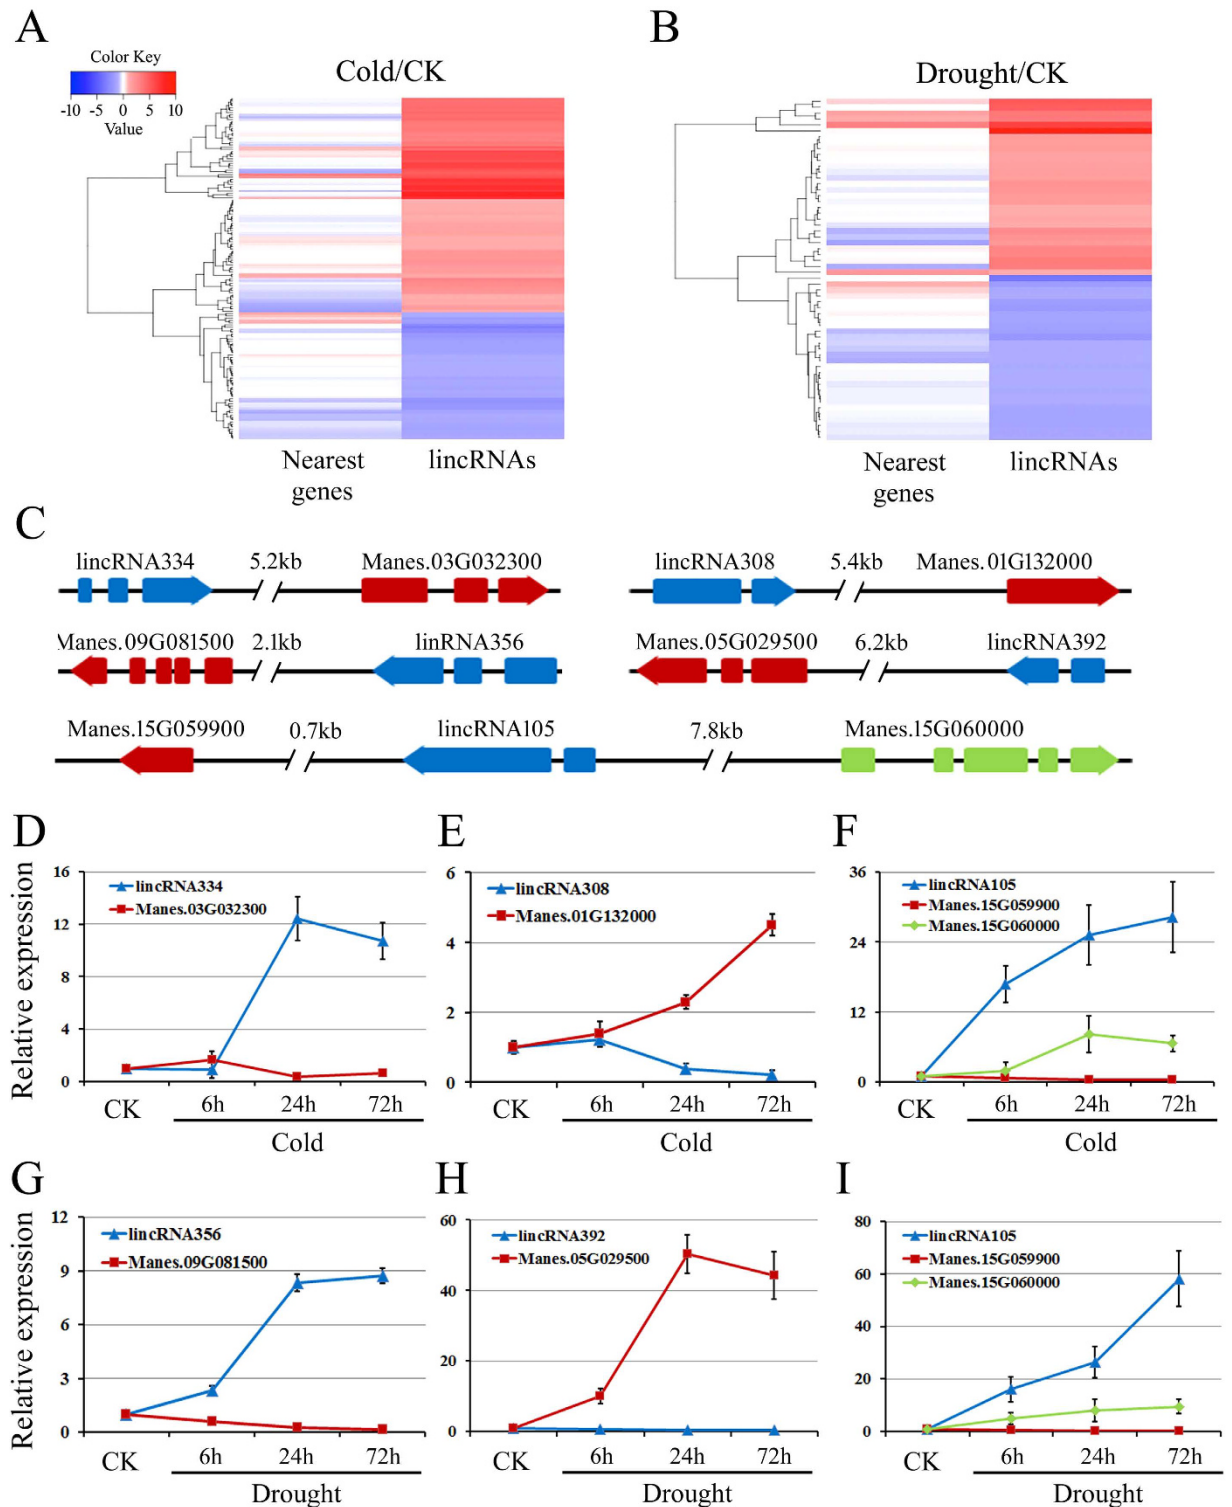 A
B
Color Key
-10 -5 0 5 10
Value
Cold/CK
Drought/CK
Nearest genes
lincRNAs
Nearest genes
lincRNAs
C
lincRNA334 5.2kb Manes.03G032300
lincRNA308 5.4kb Manes.01G132000
Manes.09G081500 2.1kb linRNA356
Manes.05G029500 6.2kb lincRNA392
Manes.15G059900 0.7kb lincRNA105 7.8kb Manes.15G060000
D
Relative expression
16
12
8
4
0
lincRNA334
Manes.03G032300
CK 6h 24h 72h
Cold
E
6
4
2
0
lincRNA308
Manes.01G132000
CK 6h 24h 72h
Cold
F
36
24
12
0
lincRNA105
Manes.15G059900
Manes.15G060000
CK 6h 24h 72h
Cold
G
Relative expression
12
9
6
3
0
lincRNA356
Manes.09G081500
CK 6h 24h 72h
Drought
H
60
40
20
0
lincRNA392
Manes.05G029500
CK 6h 24h 72h
Drought
I
80
60
40
20
0
lincRNA105
Manes.15G059900
Manes.15G060000
CK 6h 24h 72h
Drought